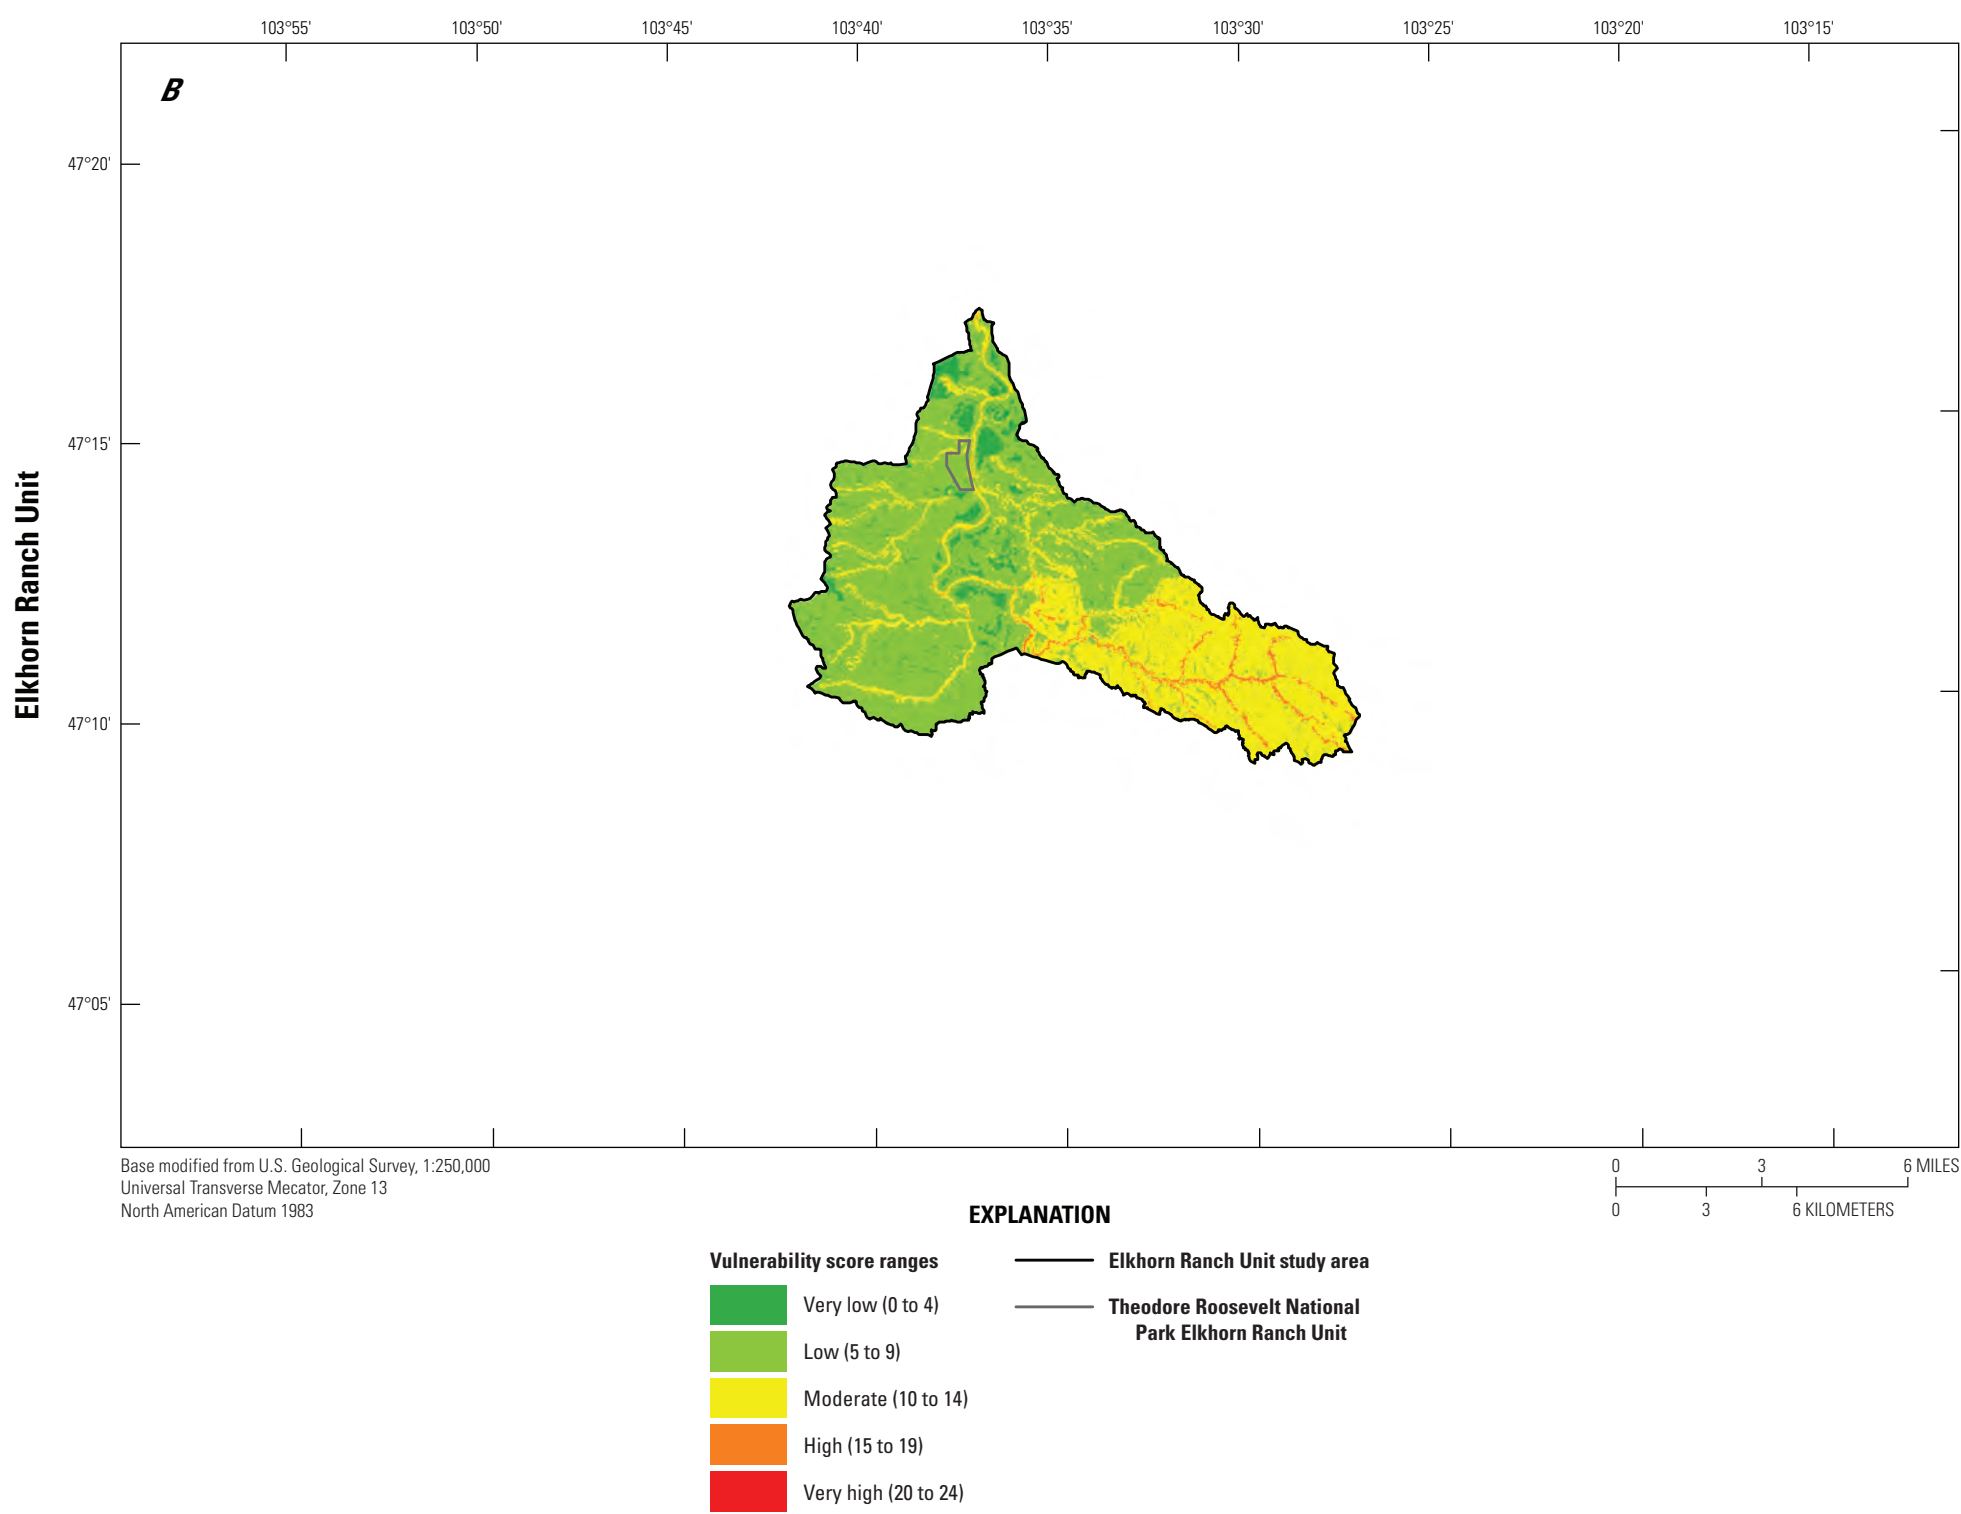 103°55' 103°50' 103°45' 103°40' 103°35' 103°30' 103°25' 103°20' 103°15'
B
47°20'
47°15'
47°10'
47°05'
Elkhorn Ranch Unit
Base modified from U.S. Geological Survey, 1:250,000
Universal Transverse Mecator, Zone 13
North American Datum 1983
0 3 6 MILES
0 3 6 KILOMETERS
EXPLANATION
Vulnerability score ranges
Very low (0 to 4)
Low (5 to 9)
Moderate (10 to 14)
High (15 to 19)
Very high (20 to 24)
Elkhorn Ranch Unit study area
Theodore Roosevelt National
Park Elkhorn Ranch Unit